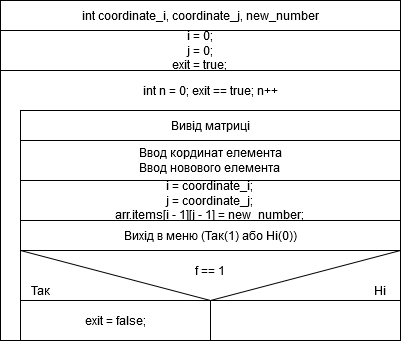 int coordinate_i, coordinate_j, new_number
i = 0;
j = 0;
exit = true;
int n = 0; exit == true; n++
Вивід матриці
Ввод кординат елемента
Ввод новового елемента
i = coordinate_i;
j = coordinate_j;
arr.items[i - 1][j - 1] = new_number;
Вихід в меню (Так(1) або Ні(0))
f == 1
Так
Ні
exit = false;